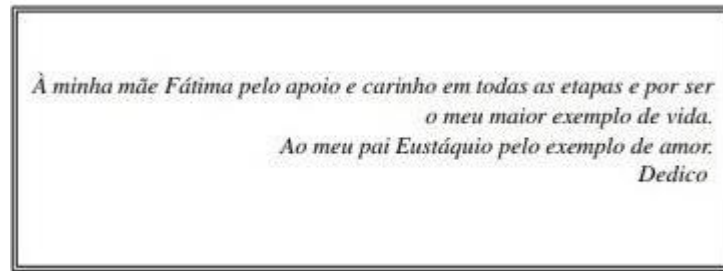 À minha mãe Fátima pelo apoio e carinho em todas as etapas e por ser
o meu maior exemplo de vida.
Ao meu pai Eustáquio pelo exemplo de amor.
Dedico